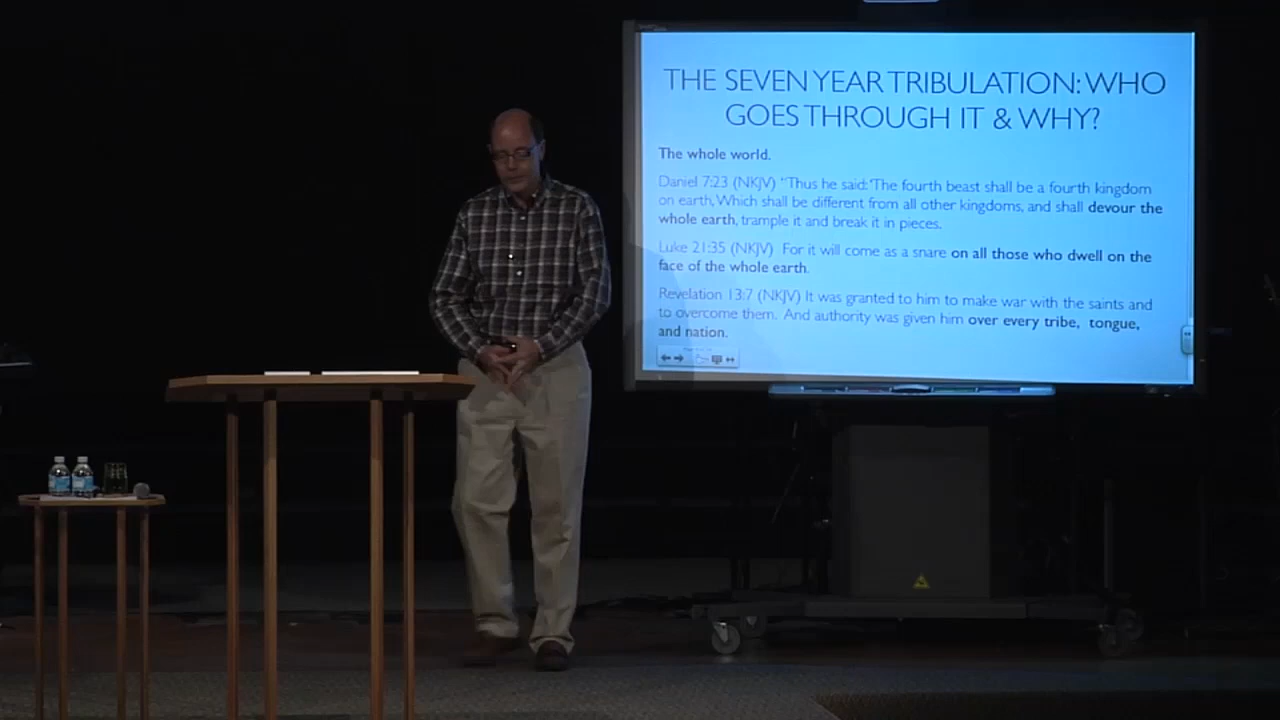 THE SEVEN YEAR TRIBULATION: WHO
GOES THROUGH IT & WHY?
The whole world.
Daniel 7:23 (NKJV) "Thus he said: 'The fourth beast shall be a fourth kingdom
on earth, Which shall be different from all other kingdoms, and shall devour the
whole earth, trample it and break it in pieces.
Luke 21:35 (NKJV) For it will come as a snare on all those who dwell on the
face of the whole earth.
Revelation 13:7 (NKJV) It was granted to him to make war with the saints and
to overcome them. And authority was given him over every tribe, tongue,
and nation.